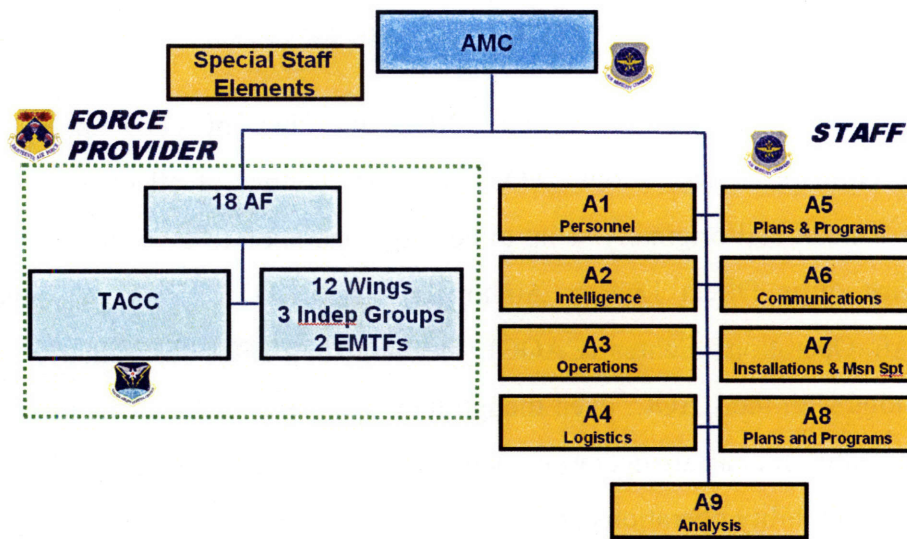 AMC
Special Staff
Elements
FORCE
PROVIDER
STAFF
18 AF
TACC
12 Wings
3 Indep Groups
2 EMTFs
A1
Personnel
A5
Plans & Programs
A2
Intelligence
A6
Communications
A3
Operations
A7
Installations & Msn Spt
A4
Logistics
A8
Plans and Programs
A9
Analysis